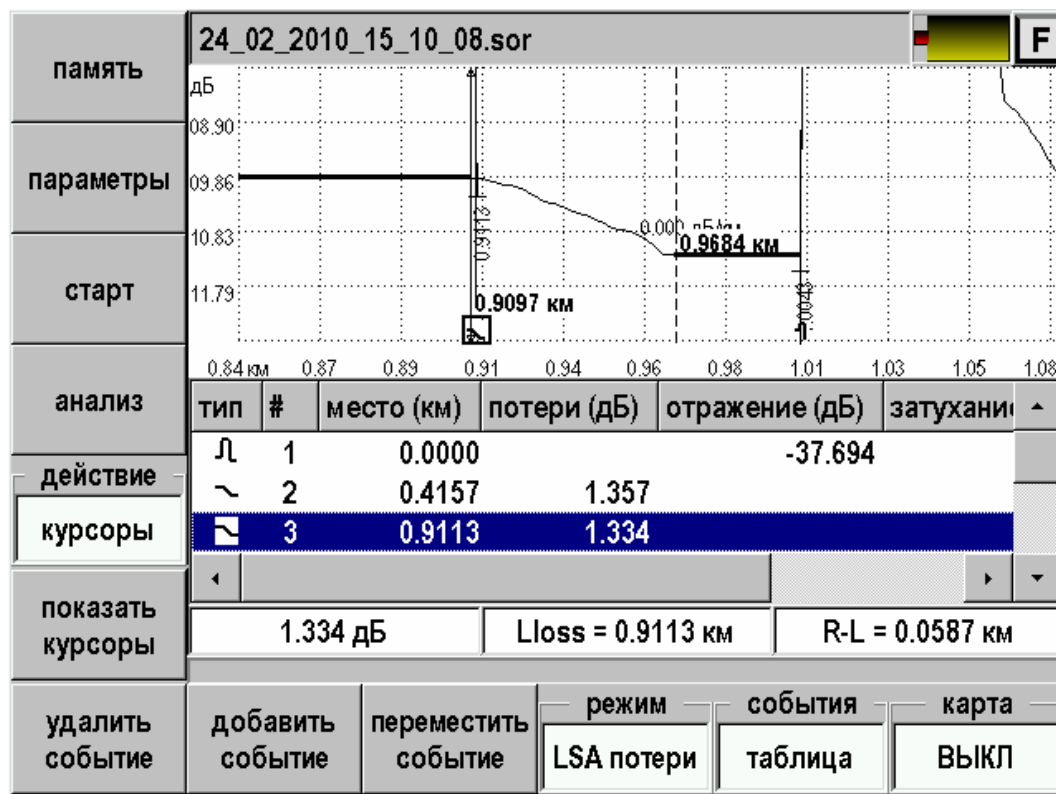 24_02_2010_15_10_08.sor
F
память
параметры
старт
анализ
действие
курсоры
показать
курсоры
удалить
событие
дБ
08.90
09.86
10.83
11.79
0.9113
0.9684 км
0.9097 км
0.84 км 0.87 0.89 0.91 0.94 0.96 0.98 1.01 1.03 1.05 1.08
тип # место (км) потери (дБ) отражение (дБ)
1 0.0000 -37.694
2 0.4157 1.357
3 0.9113 1.334
1.334 дБ Lloss = 0.9113 км R-L = 0.0587 км
добавить
событие
переместить
событие
режим
LSA потери
события
таблица
карта
ВЫКЛ